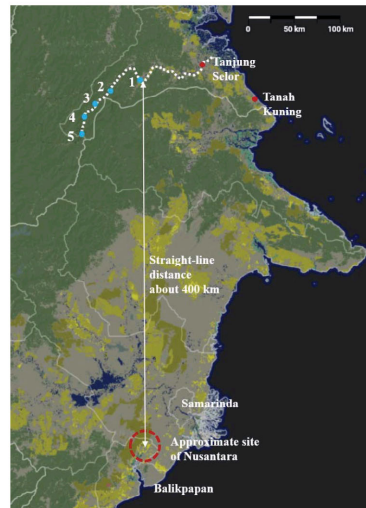 0 50 km 100 km
Tanjung
Selor
1
2
3
4
5
Tanah
Kuning
Straight-line
distance
about 400 km
Samarinda
Approximate site
of Nusantara
Balikpapan